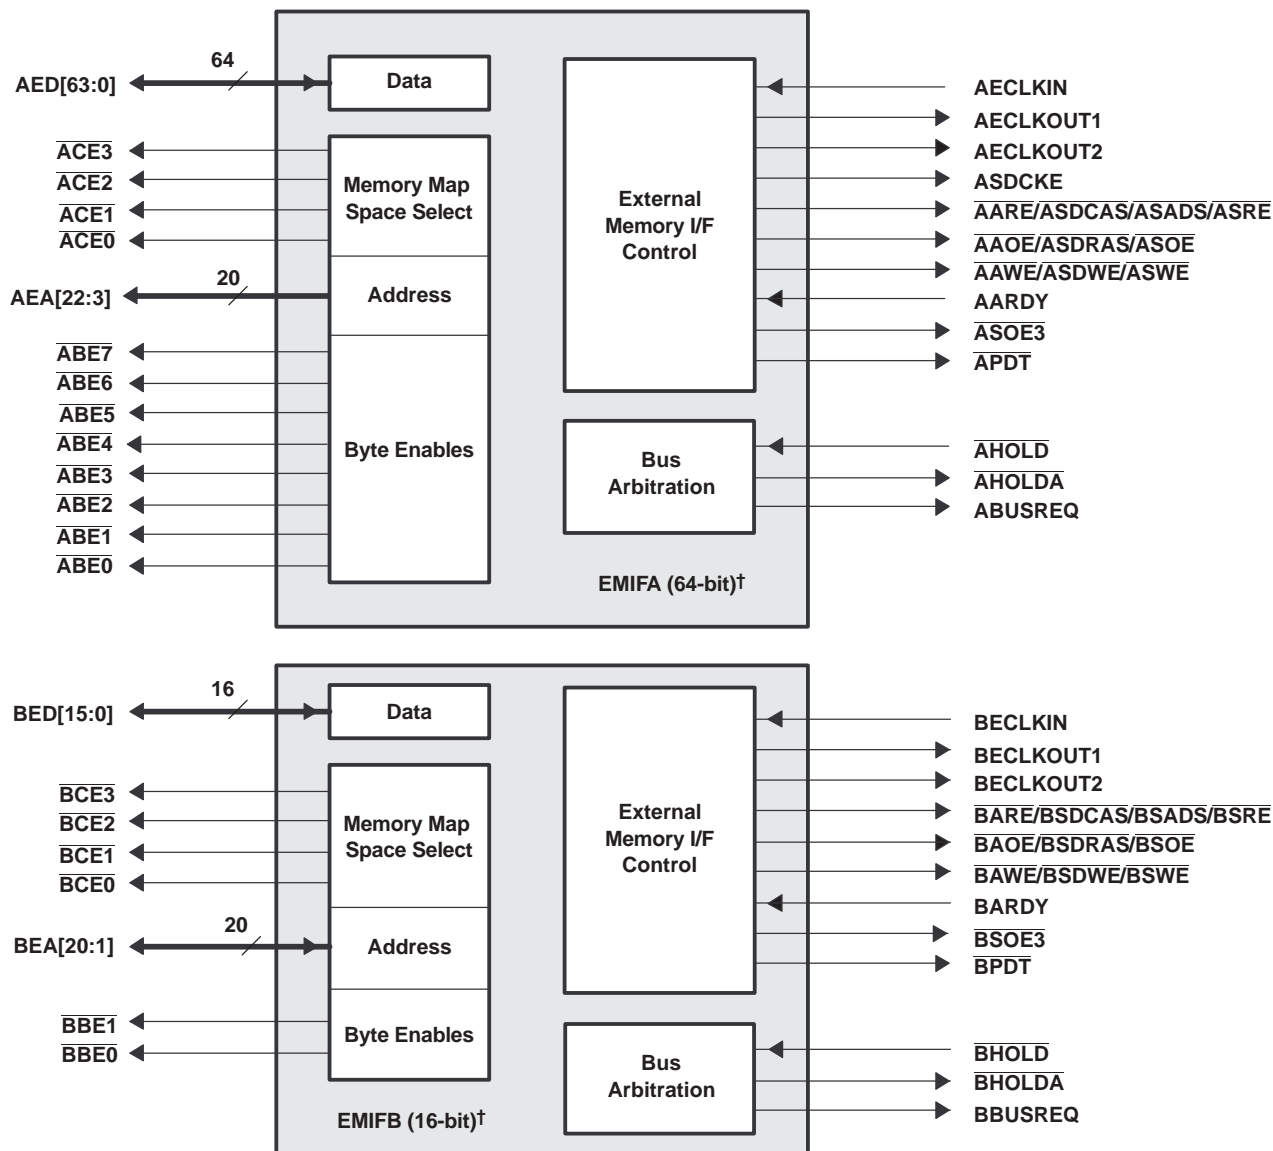 64
AED[63:0]
Data
ACE3
ACE2
ACE1
ACE0
Memory Map
Space Select
20
AEA[22:3]
Address
ABE7
ABE6
ABE5
ABE4
ABE3
ABE2
ABE1
ABE0
Byte Enables
External
Memory I/F
Control
AECLKIN
AECLKOUT1
AECLKOUT2
ASDCKE
AARE/ASDCAS/ASADS/ASRE
AAOE/ASDRAS/ASOE
AAWE/ASDWE/ASWE
AARDY
ASOE3
APDT
Bus
Arbitration
AHOLD
AHOLDA
ABUSREQ
EMIFA (64-bit)†
16
BED[15:0]
Data
BCE3
BCE2
BCE1
BCE0
Memory Map
Space Select
20
BEA[20:1]
Address
BBE1
BBE0
Byte Enables
External
Memory I/F
Control
BECLKIN
BECLKOUT1
BECLKOUT2
BARE/BSDCAS/BSADS/BSRE
BAOE/BSDRAS/BSOE
BAWE/BSDWE/BSWE
BARDY
BSOE3
BPDT
Bus
Arbitration
BHOLD
BHOLDA
BBUSREQ
EMIFB (16-bit)†